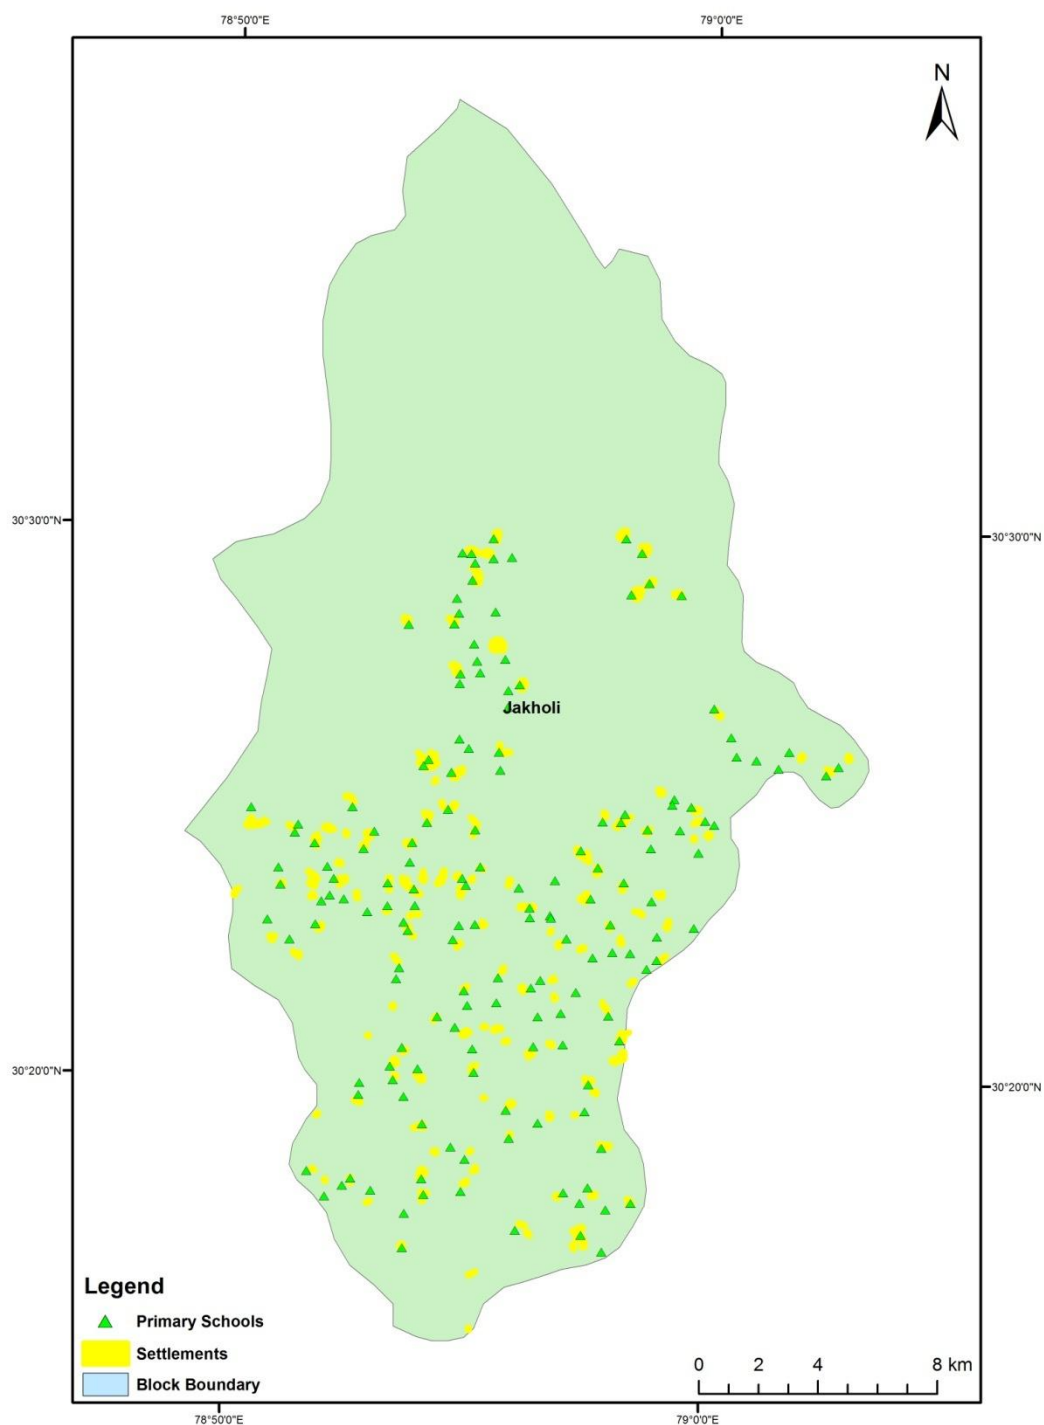 78°50'0"E 79°0'0"E
N
30°30'0"N
30°30'0"N
Jakholi
30°20'0"N
30°20'0"N
Legend
Primary Schools
Settlements
Block Boundary
0 2 4 8 km
78°50'0"E 79°0'0"E